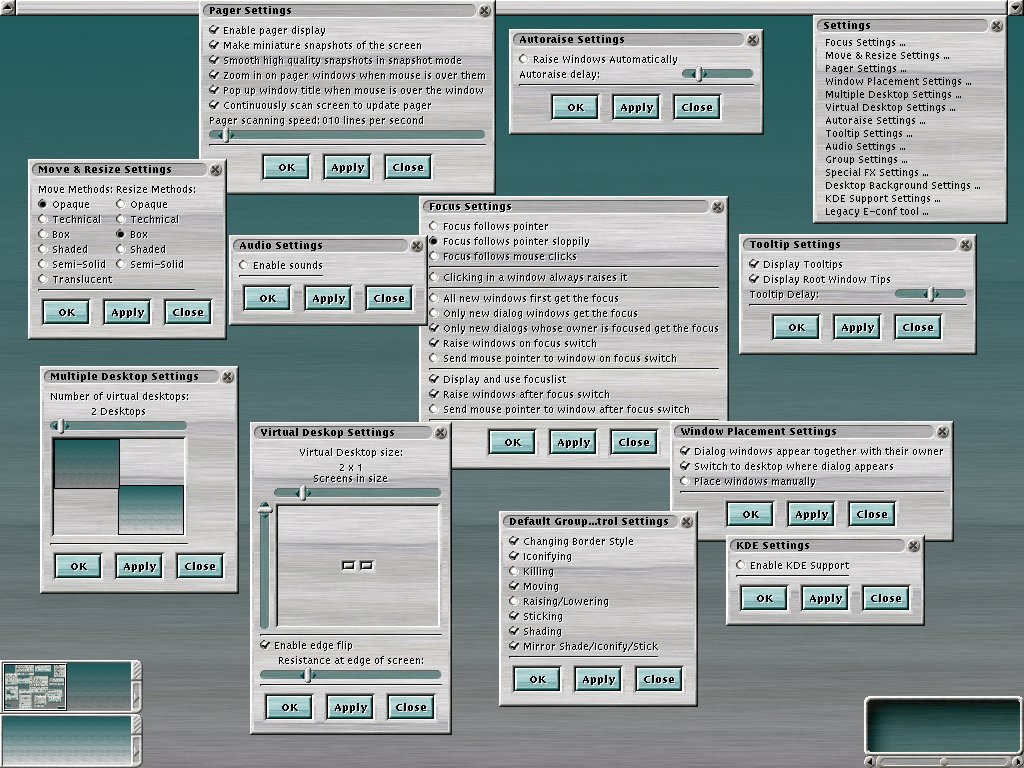 Pager Settings
Enable pager display
Make miniature snapshots of the screen
Smooth high quality snapshots in snapshot mode
Zoom in on pager windows when mouse is over them
Pop up window title when mouse is over the window
Continuously scan screen to update pager
Pager scanning speed: 010 lines per second
OK Apply Close
Autoraise Settings
Raise Windows Automatically
Autoraise delay:
OK Apply Close
Settings
Focus Settings ...
Move & Resize Settings ...
Pager Settings ...
Window Placement Settings ...
Multiple Desktop Settings ...
Virtual Desktop Settings ...
Autoraise Settings ...
Tooltip Settings ...
Audio Settings ...
Group Settings ...
Special FX Settings ...
Desktop Background Settings ...
KDE Support Settings ...
Legacy E-conf tool ...
Move & Resize Settings
Move Methods: Resize Methods:
Opaque Opaque
Technical Technical
Box Box
Shaded Shaded
Semi-Solid Semi-Solid
Translucent
OK Apply Close
Audio Settings
Enable sounds
OK Apply Close
Focus Settings
Focus follows pointer
Focus follows pointer sloppily
Focus follows mouse clicks
Clicking in a window always raises it
All new windows first get the focus
Only new dialog windows get the focus
Only new dialogs whose owner is focused get the focus
Raise windows on focus switch
Send mouse pointer to window on focus switch
Display and use focuslist
Raise windows after focus switch
Send mouse pointer to window after focus switch
OK Apply Close
Tooltip Settings
Display Tooltips
Display Root Window Tips
Tooltip Delay:
OK Apply Close
Multiple Desktop Settings
Number of virtual desktops:
2 Desktops
OK Apply Close
Virtual Deskop Settings
Virtual Desktop size:
2 x 1
Screens in size
Enable edge flip
Resistance at edge of screen:
OK Apply Close
Window Placement Settings
Dialog windows appear together with their owner
Switch to desktop where dialog appears
Place windows manually
OK Apply Close
Default Group...trol Settings
Changing Border Style
Iconifying
Killing
Moving
Raising/Lowering
Sticking
Shading
Mirror Shade/Iconify/Stick
OK Apply Close
KDE Settings
Enable KDE Support
OK Apply Close